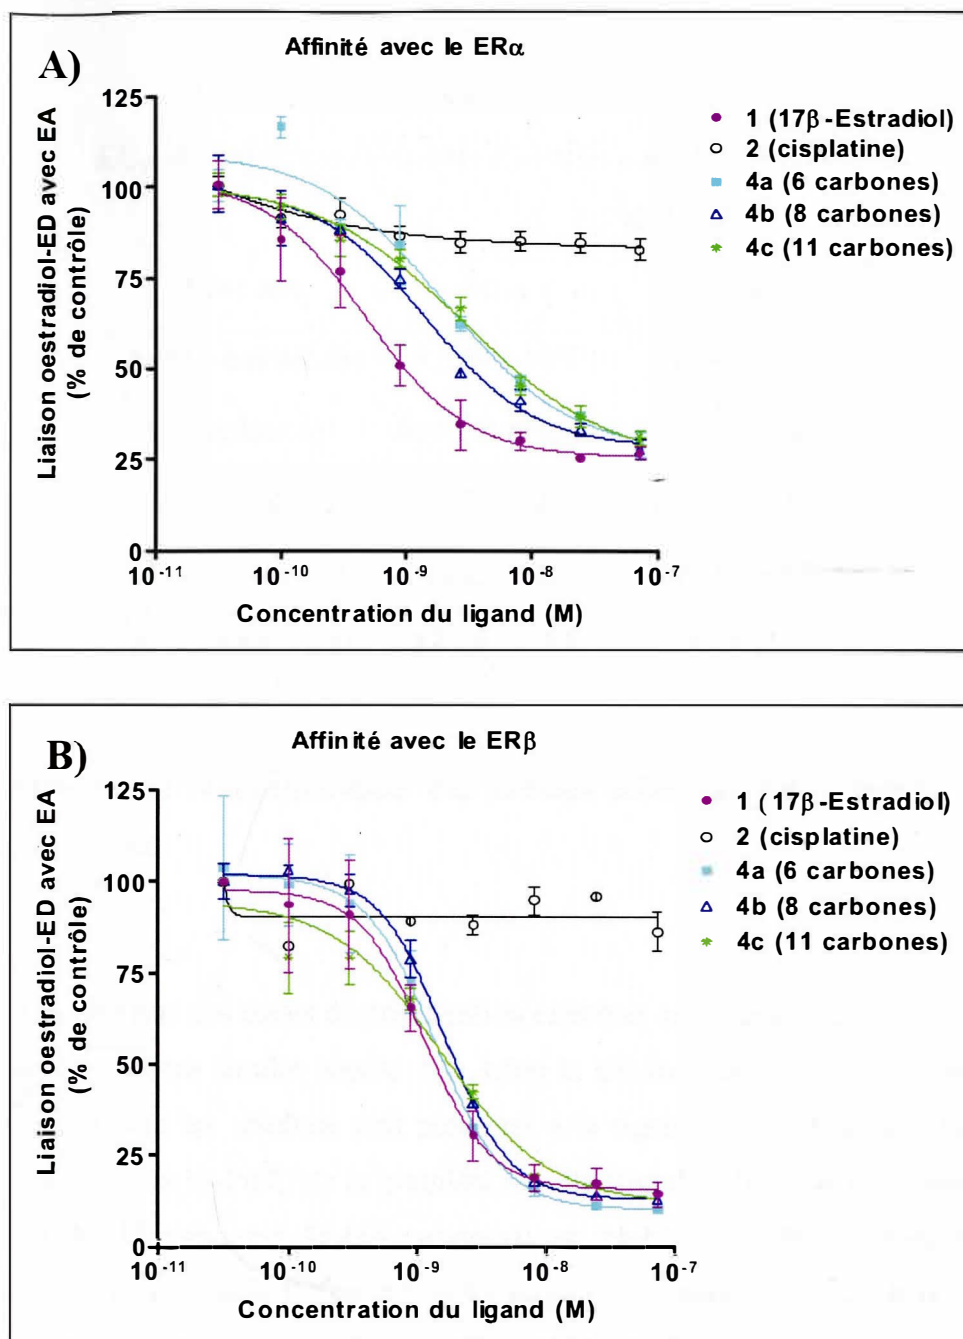 A)
Affinité avec le ERα
Liaison oestradiol-ED avec EA
(% de contrôle)
125
100
75
50
25
0
10⁻¹¹
10⁻¹⁰
10⁻⁹
10⁻⁸
10⁻⁷
Concentration du ligand (M)
1 (17β-Estradiol)
2 (cisplatine)
4a (6 carbones)
4b (8 carbones)
4c (11 carbones)
B)
Affinité avec le ERβ
Liaison oestradiol-ED avec EA
(% de contrôle)
125
100
75
50
25
0
10⁻¹¹
10⁻¹⁰
10⁻⁹
10⁻⁸
10⁻⁷
Concentration du ligand (M)
1 (17β-Estradiol)
2 (cisplatine)
4a (6 carbones)
4b (8 carbones)
4c (11 carbones)